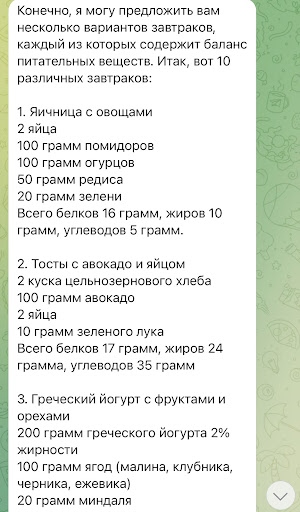 Конечно, я могу предложить вам
несколько вариантов завтраков,
каждый из которых содержит баланс
питательных веществ. Итак, вот 10
различных завтраков:
1. Яичница с овощами
2 яйца
100 грамм помидоров
100 грамм огурцов
50 грамм редиса
20 грамм зелени
Всего белков 16 грамм, жиров 10
грамм, углеводов 5 грамм.
2. Тосты с авокадо и яйцом
2 куска цельнозернового хлеба
100 грамм авокадо
2 яйца
10 грамм зеленого лука
Всего белков 17 грамм, жиров 24
грамма, углеводов 35 грамм
3. Греческий йогурт с фруктами и
орехами
200 грамм греческого йогурта 2%
жирности
100 грамм ягод (малина, клубника,
черника, ежевика)
20 грамм миндаля